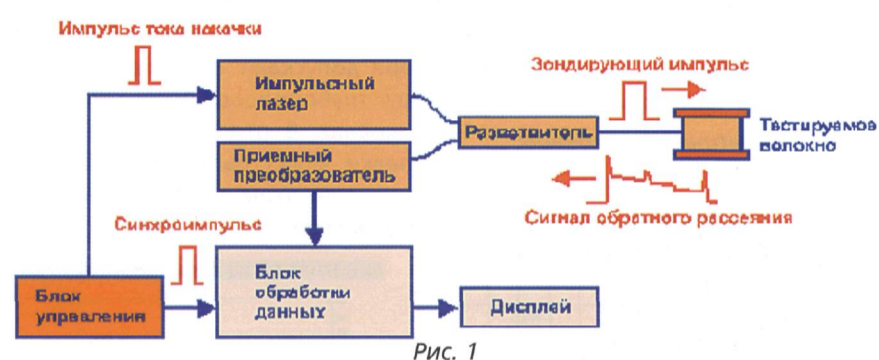 Импульс тока накачки
Импульсный
лазер
Зондирующий импульс
Разветвитель
Тестируемое
волокно
Приемный
преобразователь
Сигнал обратного рассеяния
Синхроимпульс
Блок
управления
Блок
обработки
данных
Дисплей
Рис. 1